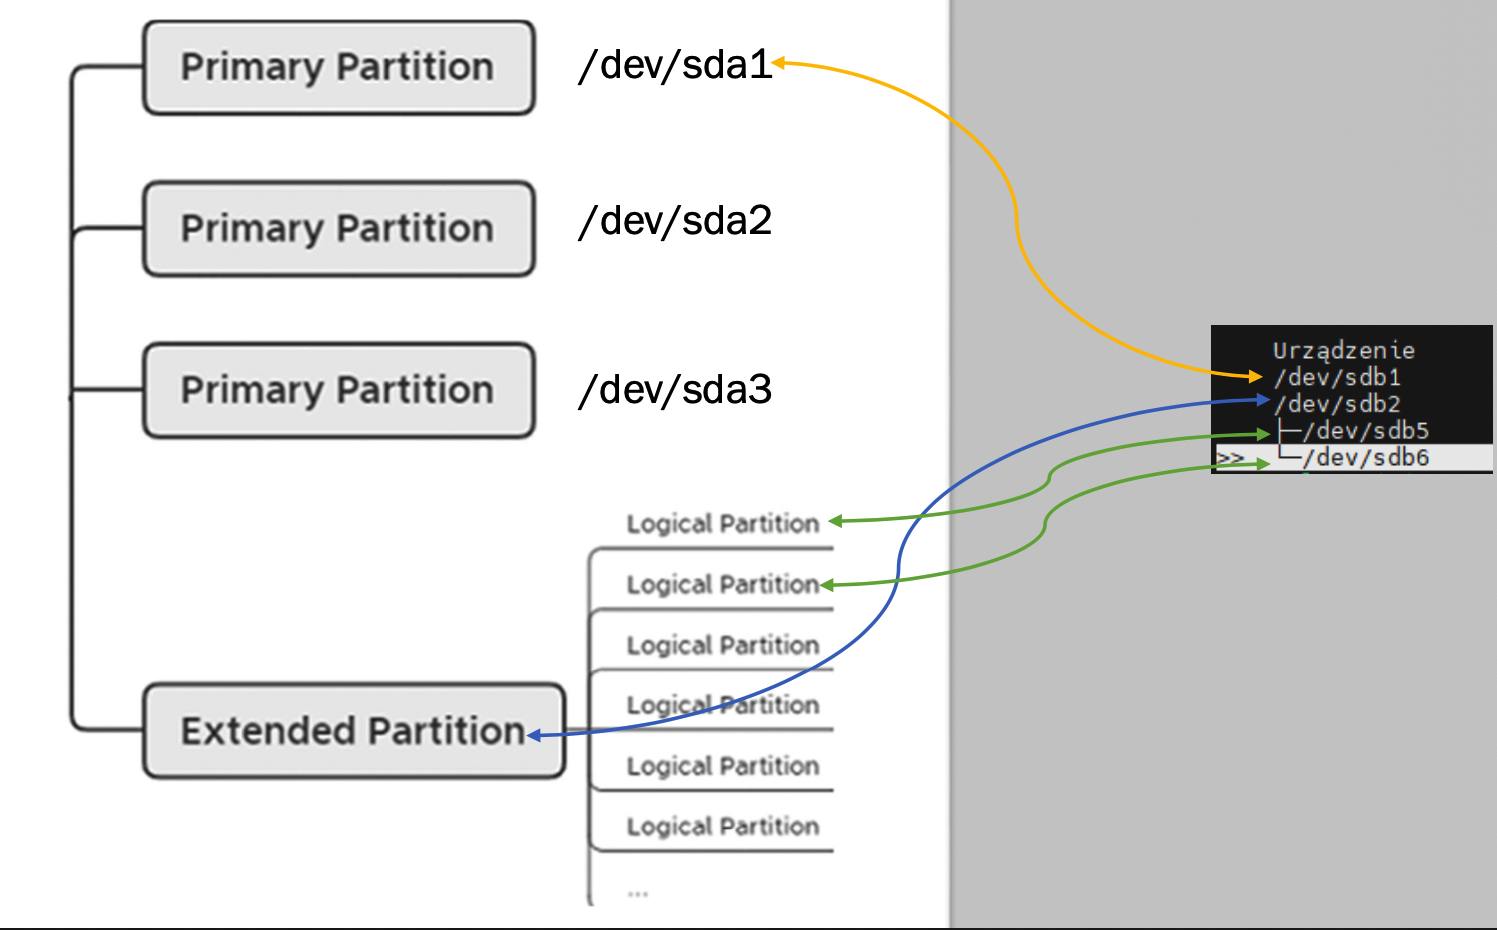 Primary Partition /dev/sda1
Primary Partition /dev/sda2
Primary Partition /dev/sda3
Extended Partition
Logical Partition
Logical Partition
Logical Partition
Logical Partition
Logical Partition
Logical Partition
...
Urządzenie
/dev/sdb1
/dev/sdb2
├─/dev/sdb5
>> └─/dev/sdb6